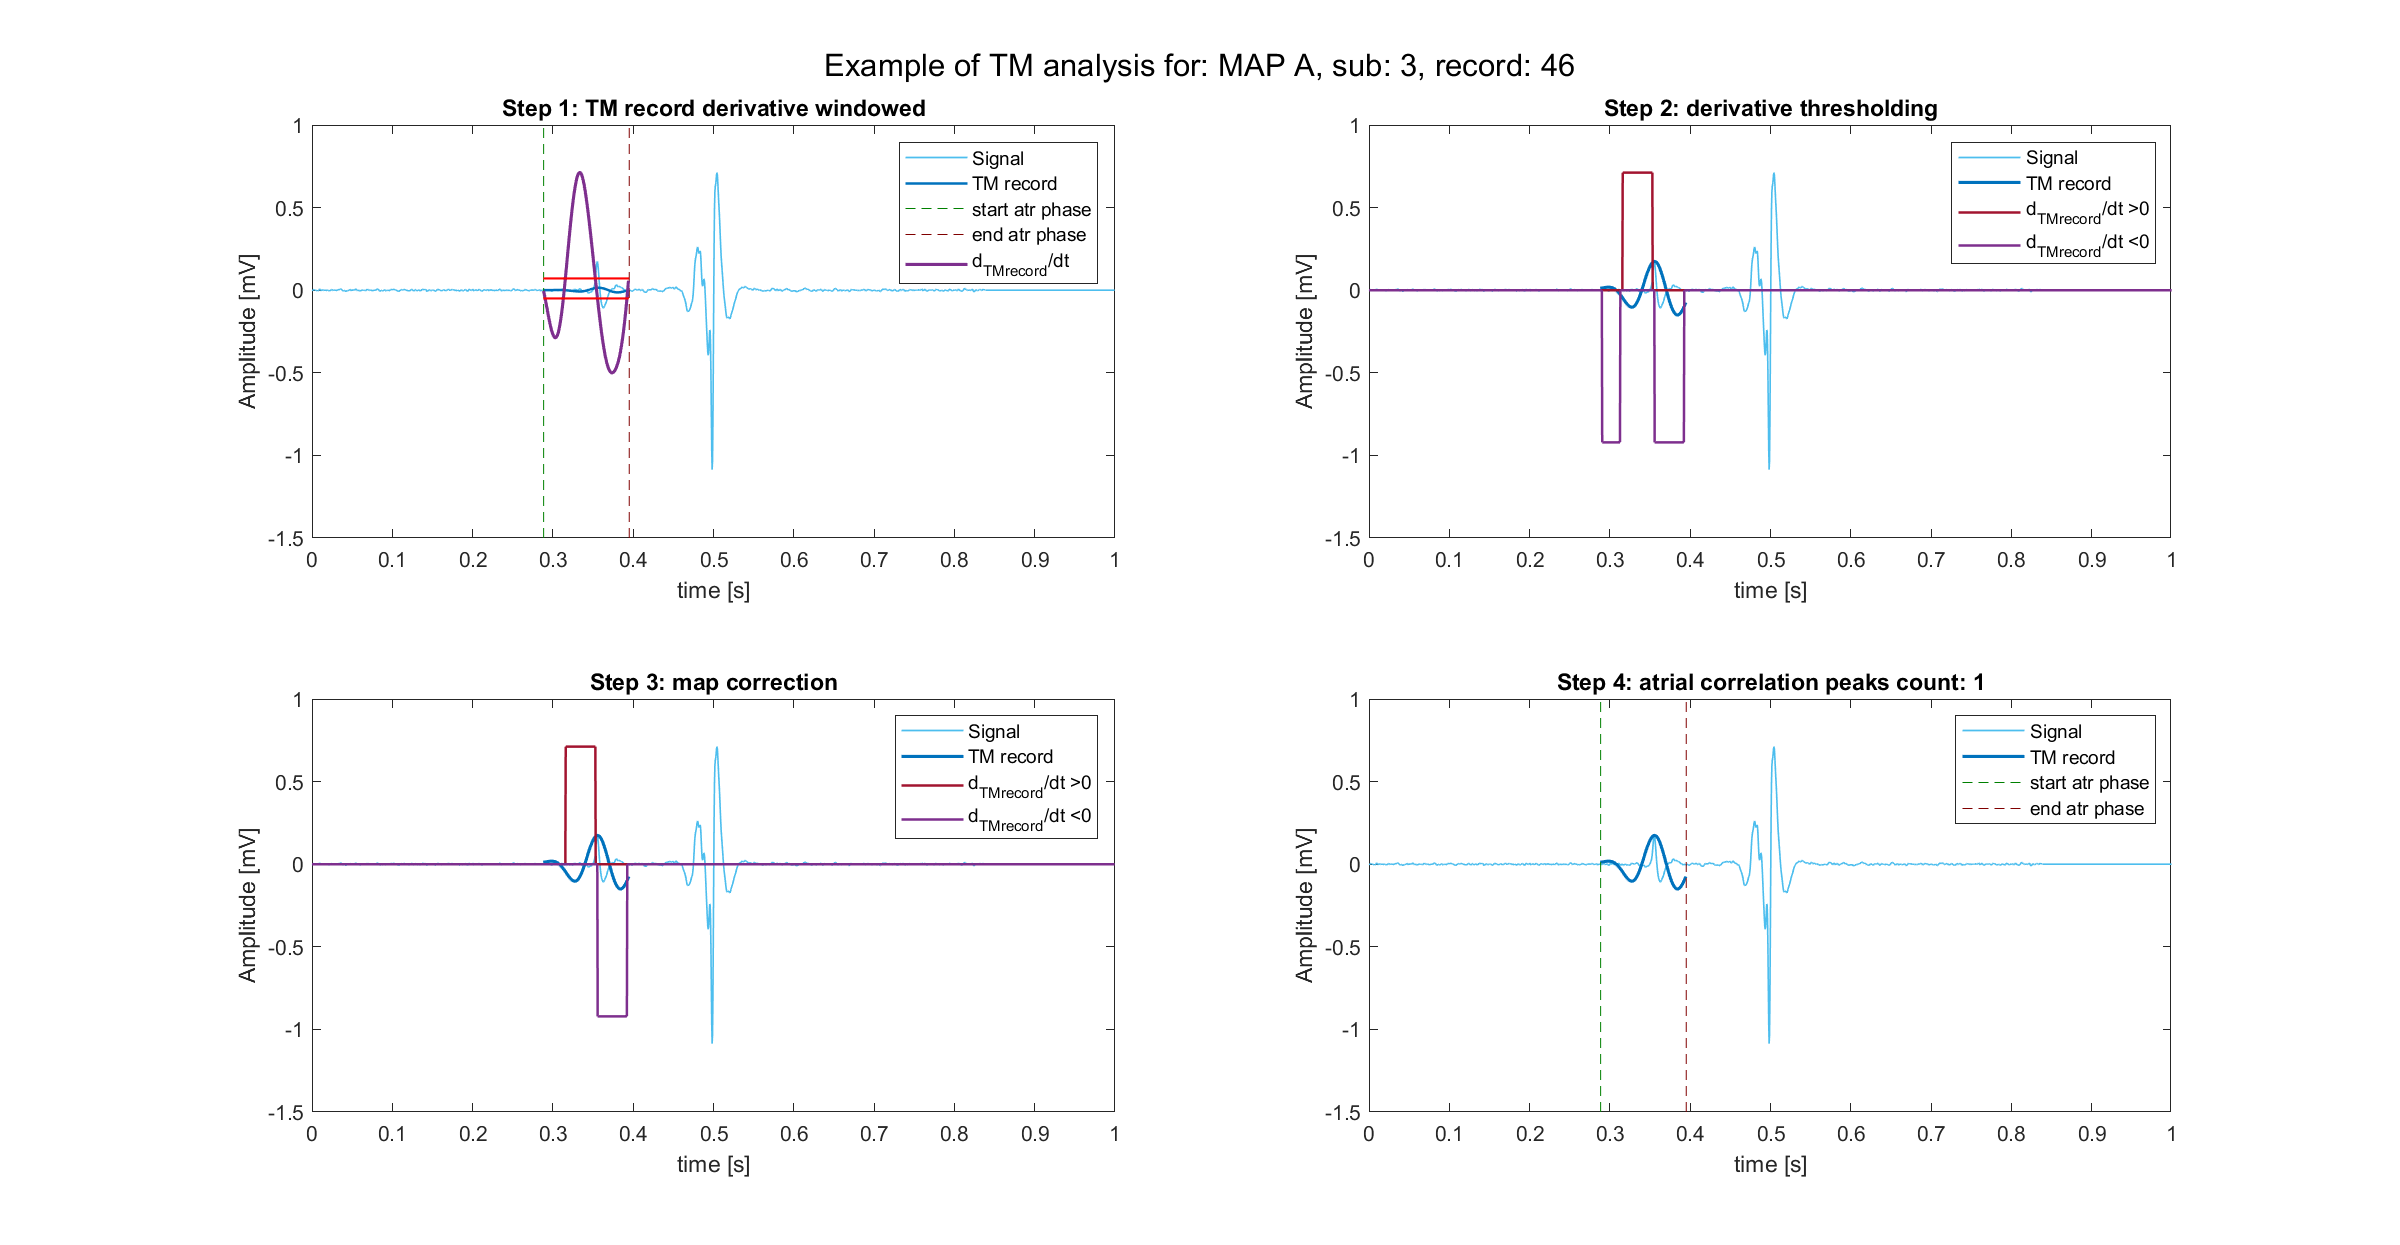 Example of TM analysis for: MAP A, sub: 3, record: 46
Step 1: TM record derivative windowed
1
0.5
0
-0.5
-1
-1.5
Amplitude [mV]
0 0.1 0.2 0.3 0.4 0.5 0.6 0.7 0.8 0.9 1
time [s]
Signal
TM record
start atr phase
end atr phase
dTMrecord/dt
Step 2: derivative thresholding
1
0.5
0
-0.5
-1
-1.5
Amplitude [mV]
0 0.1 0.2 0.3 0.4 0.5 0.6 0.7 0.8 0.9 1
time [s]
Signal
TM record
dTMrecord/dt >0
dTMrecord/dt <0
Step 3: map correction
1
0.5
0
-0.5
-1
-1.5
Amplitude [mV]
0 0.1 0.2 0.3 0.4 0.5 0.6 0.7 0.8 0.9 1
time [s]
Signal
TM record
dTMrecord/dt >0
dTMrecord/dt <0
Step 4: atrial correlation peaks count: 1
1
0.5
0
-0.5
-1
-1.5
Amplitude [mV]
0 0.1 0.2 0.3 0.4 0.5 0.6 0.7 0.8 0.9 1
time [s]
Signal
TM record
start atr phase
end atr phase